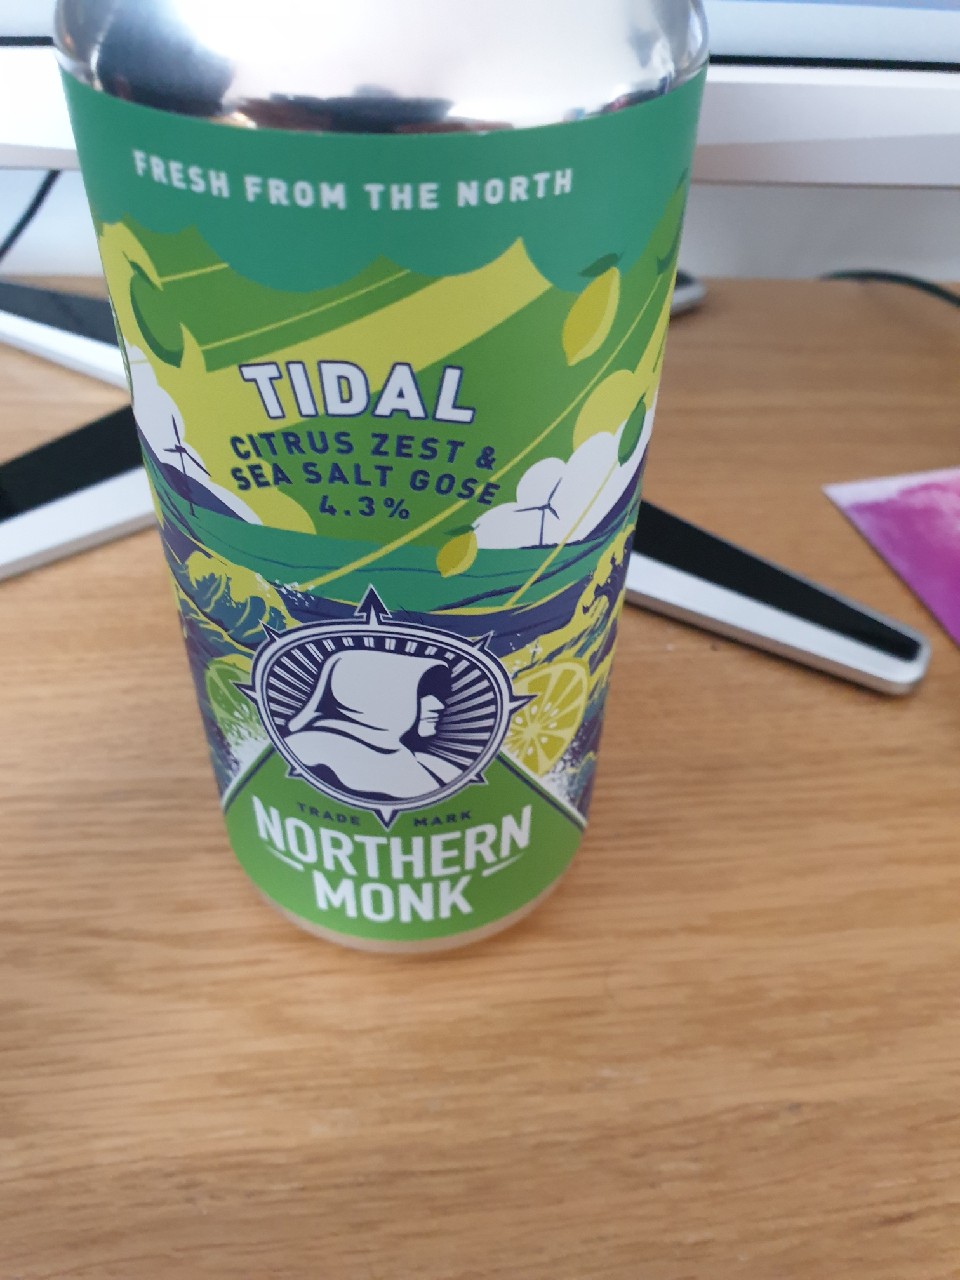 FRESH FROM THE NORTH
TIDAL
CITRUS ZEST &
SEA SALT GOSE
4.3%
TRADE MARK
NORTHERN
MONK